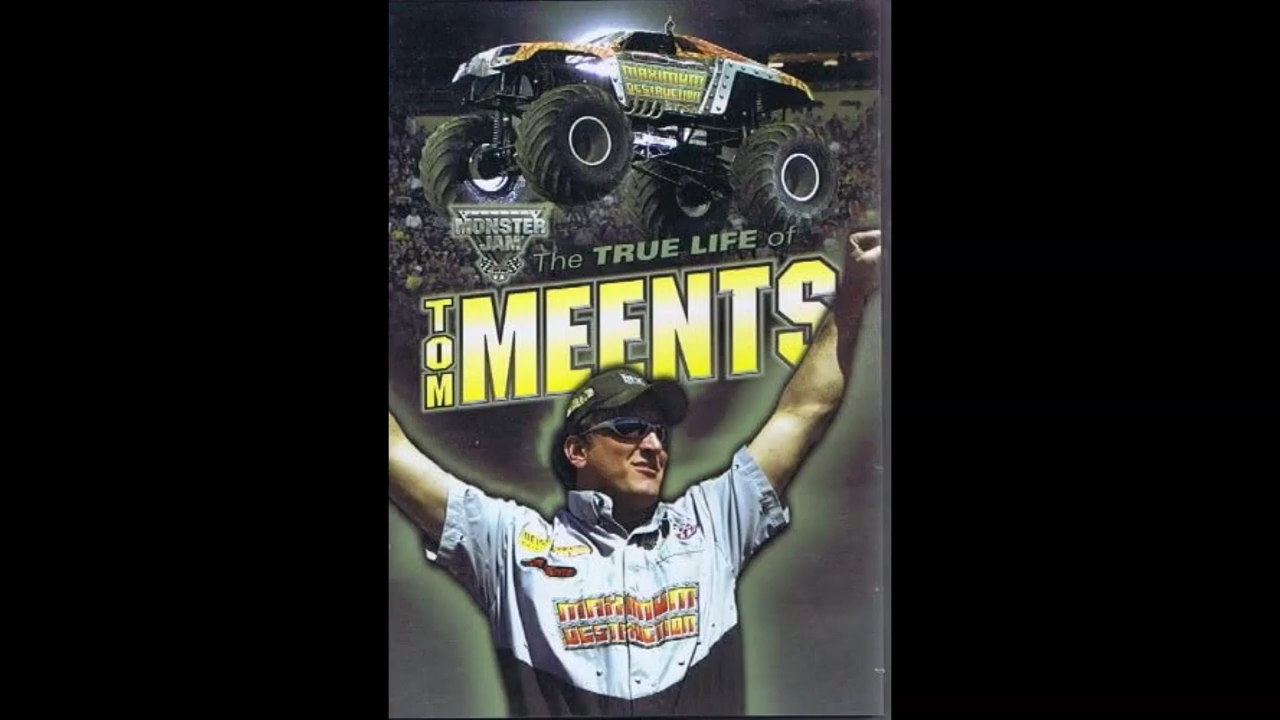 MAXIMUM
DESTRUCTION
MONSTER
JAM
The TRUE LIFE of
TOM
MEENTS
MAXIMUM
DESTRUCTION